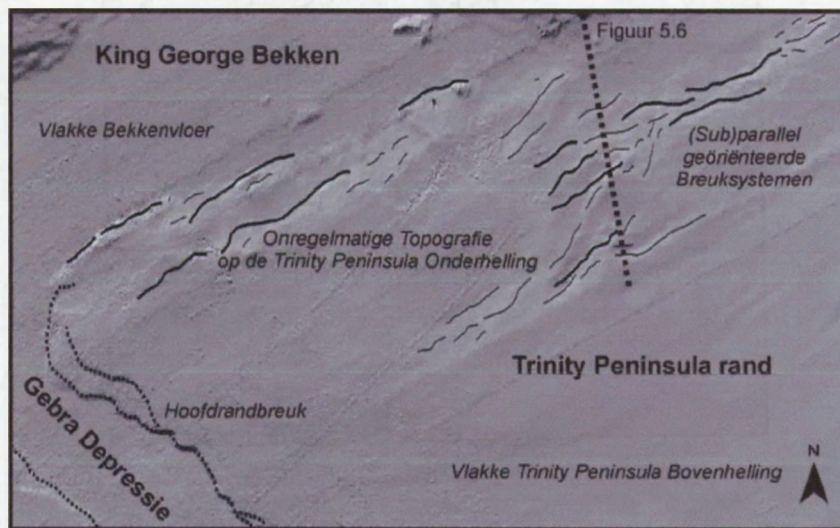 Figuur 5.6
King George Bekken
Vlakke Bekkenvloer
(Sub)parallel
geöriënteerde
Breuksystemen
Onregelmatige Topografie
op de Trinity Peninsula Onderhelling
Trinity Peninsula rand
Hoofdrandbreuk
Gebra Depressie
Vlakke Trinity Peninsula Bovenhelling
N